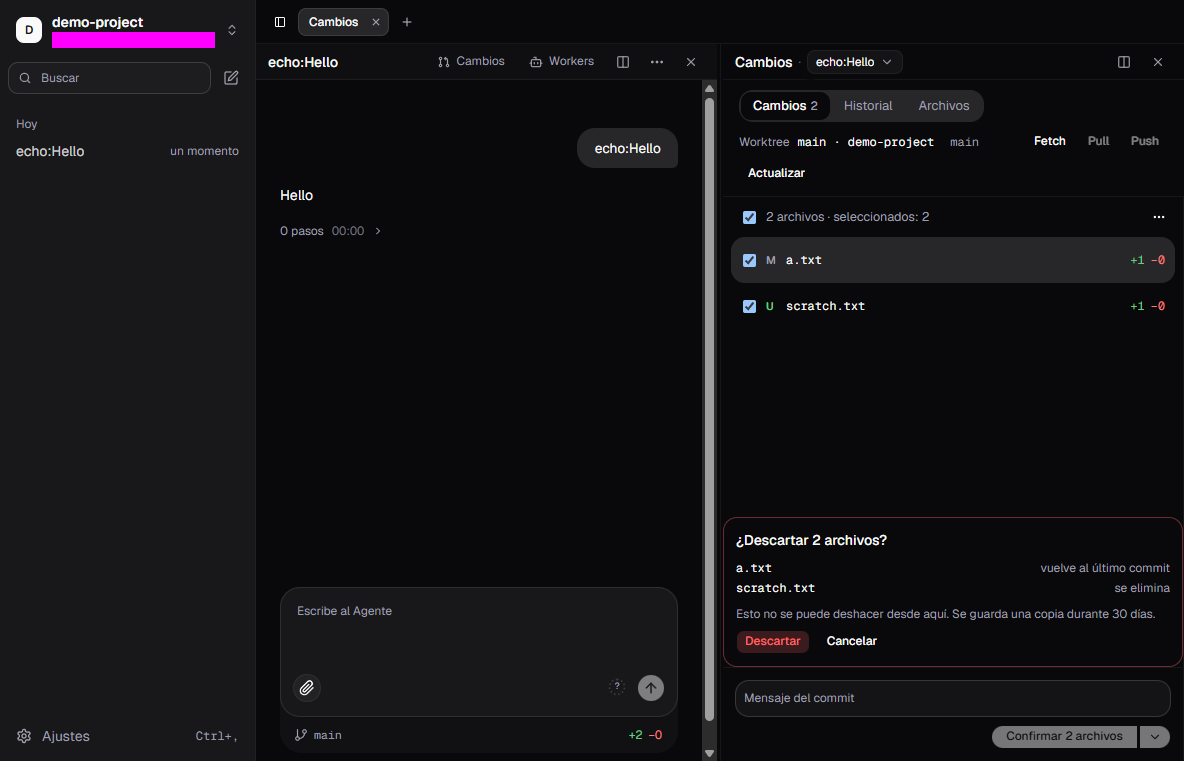 D
demo-project
Buscar
Hoy
echo:Hello un momento
Ajustes Ctrl+,
Cambios
echo:Hello Cambios Workers
echo:Hello
Hello
0 pasos 00:00
Escribe al Agente
?
main +2 −0
Cambios · echo:Hello
Cambios 2 Historial Archivos
Worktree main · demo-project main Fetch Pull Push
Actualizar
2 archivos · seleccionados: 2
M a.txt +1 −0
U scratch.txt +1 −0
¿Descartar 2 archivos?
a.txt vuelve al último commit
scratch.txt se elimina
Esto no se puede deshacer desde aquí. Se guarda una copia durante 30 días.
Descartar Cancelar
Mensaje del commit
Confirmar 2 archivos